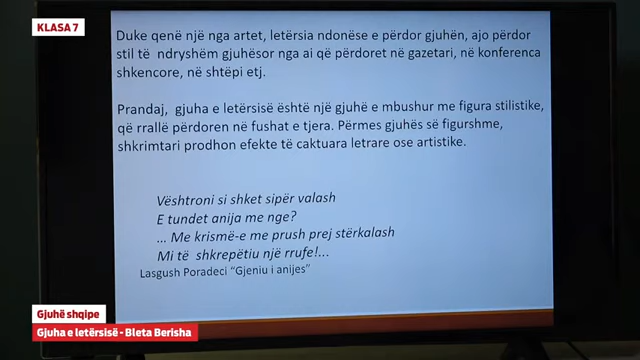 KLASA 7
Duke qenë një nga artet, letërsia ndonëse e përdor gjuhën, ajo përdor
stil të ndryshëm gjuhësor nga ai që përdoret në gazetari, në konferenca
shkencore, në shtëpi etj.
Prandaj, gjuha e letërsisë është një gjuhë e mbushur me figura stilistike,
që rrallë përdoren në fushat e tjera. Përmes gjuhës së figurshme,
shkrimtari prodhon efekte të caktuara letrare ose artistike.
Vështroni si shket sipër valash
E tundet anija me nge?
... Me krismë-e me prush prej stërkalash
Mi të shkrepëtiu një rrufe!...
Lasgush Poradeci “Gjeniu i anijes”
Gjuhë shqipe
Gjuha e letërsisë - Bleta Berisha